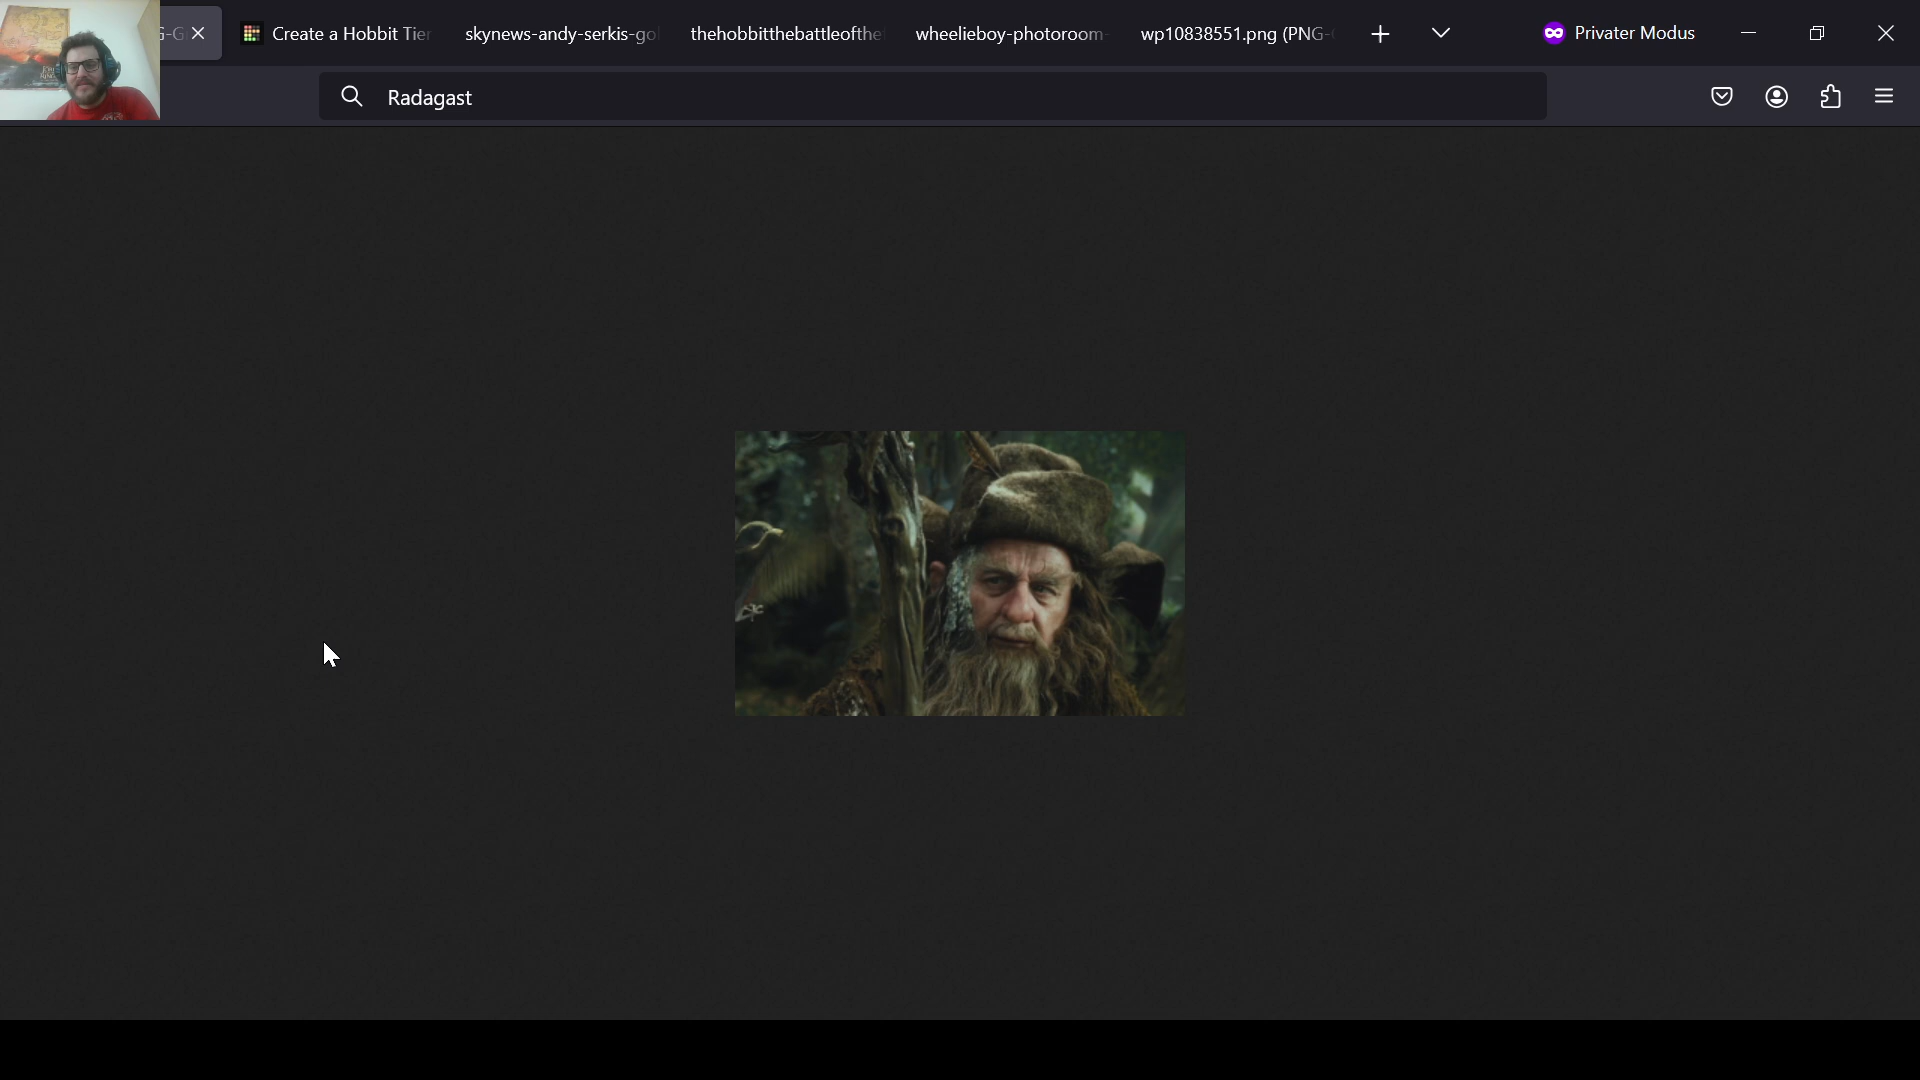 G-G
Create a Hobbit Tier
skynews-andy-serkis-gol
thehobbitthebattleofthe
wheelieboy-photoroom-
wp10838551.png (PNG-
Privater Modus
Radagast